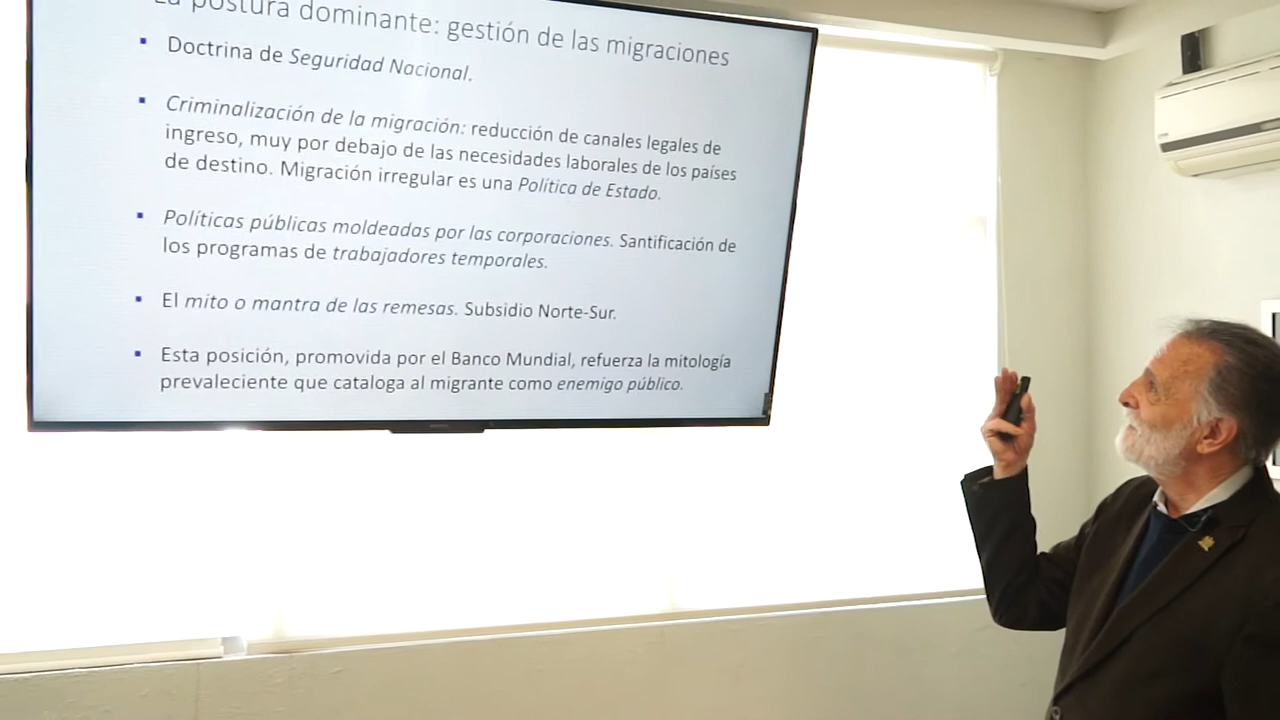 La postura dominante: gestión de las migraciones
▪ Doctrina de Seguridad Nacional.
▪ Criminalización de la migración: reducción de canales legales de
ingreso, muy por debajo de las necesidades laborales de los países
de destino. Migración irregular es una Política de Estado.
▪ Políticas públicas moldeadas por las corporaciones. Santificación de
los programas de trabajadores temporales.
▪ El mito o mantra de las remesas. Subsidio Norte-Sur.
▪ Esta posición, promovida por el Banco Mundial, refuerza la mitología
prevaleciente que cataloga al migrante como enemigo público.